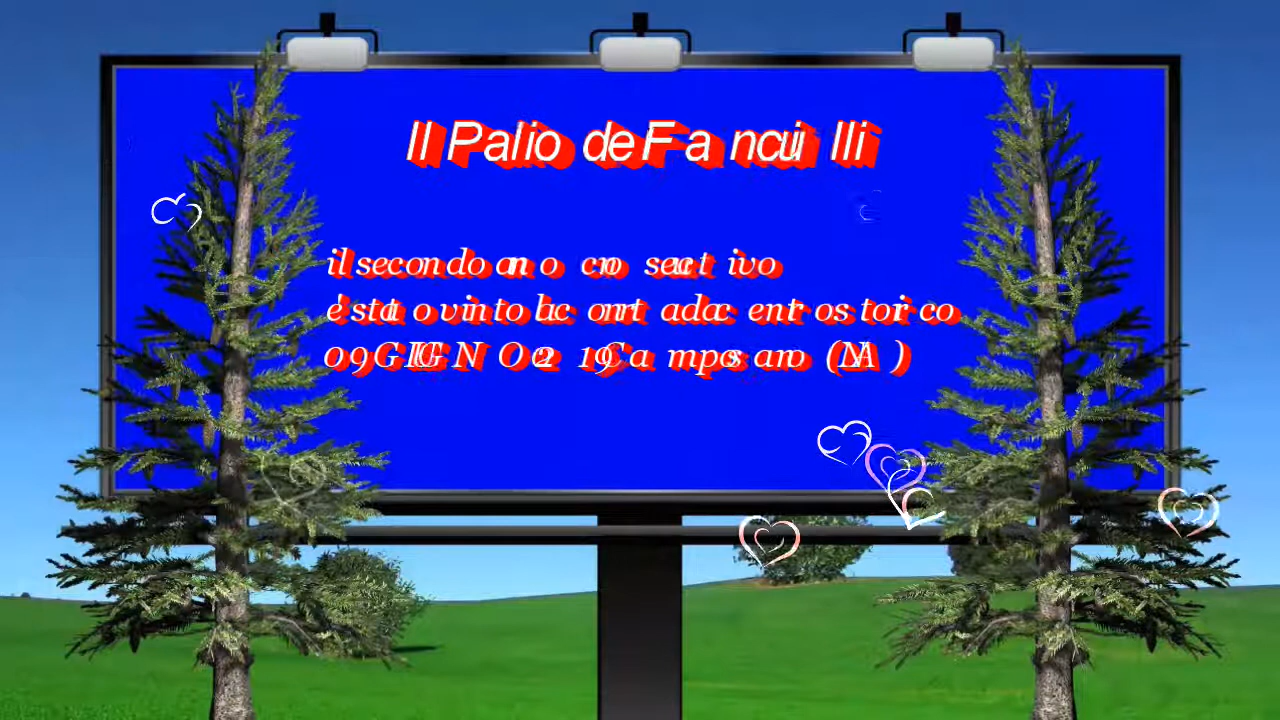 Il Palio dei Fanciulli
il secondo anno consecutivo
è stato vinto dalla contrada centro storico
09 GIUGNO 2019 Camposano (NA)